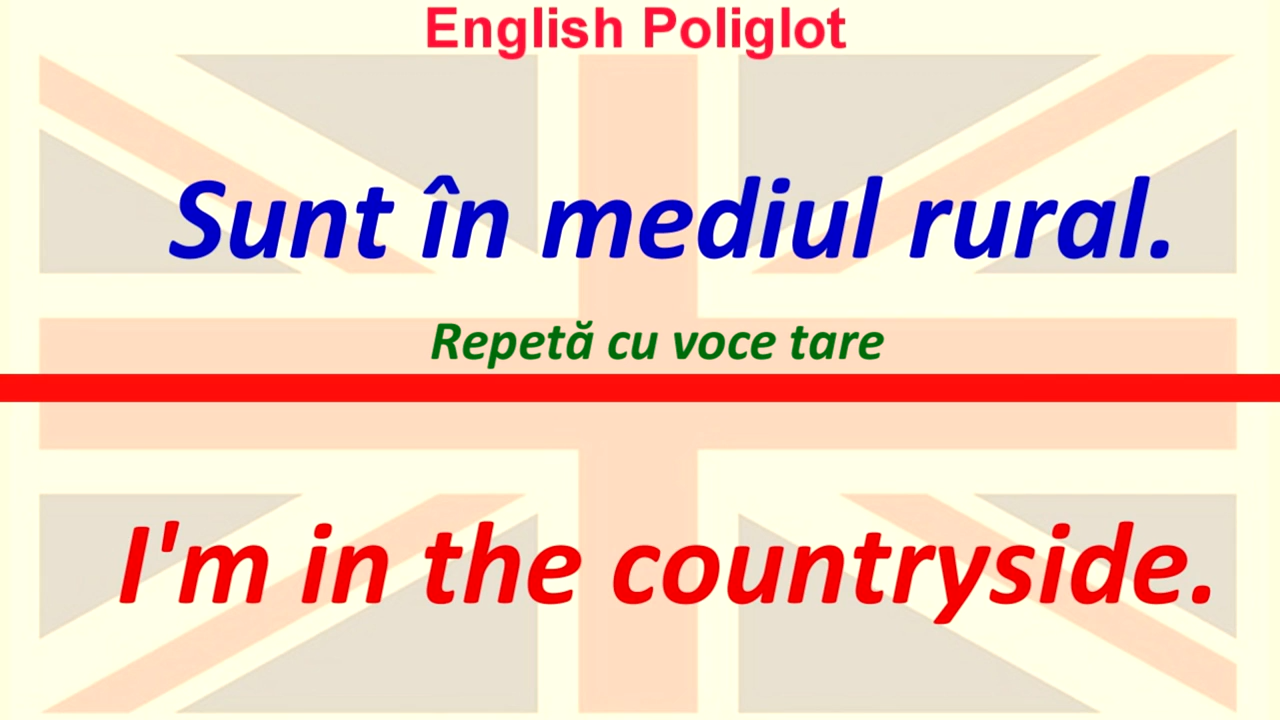 English Poliglot
Sunt în mediul rural.
Repetă cu voce tare
I'm in the countryside.